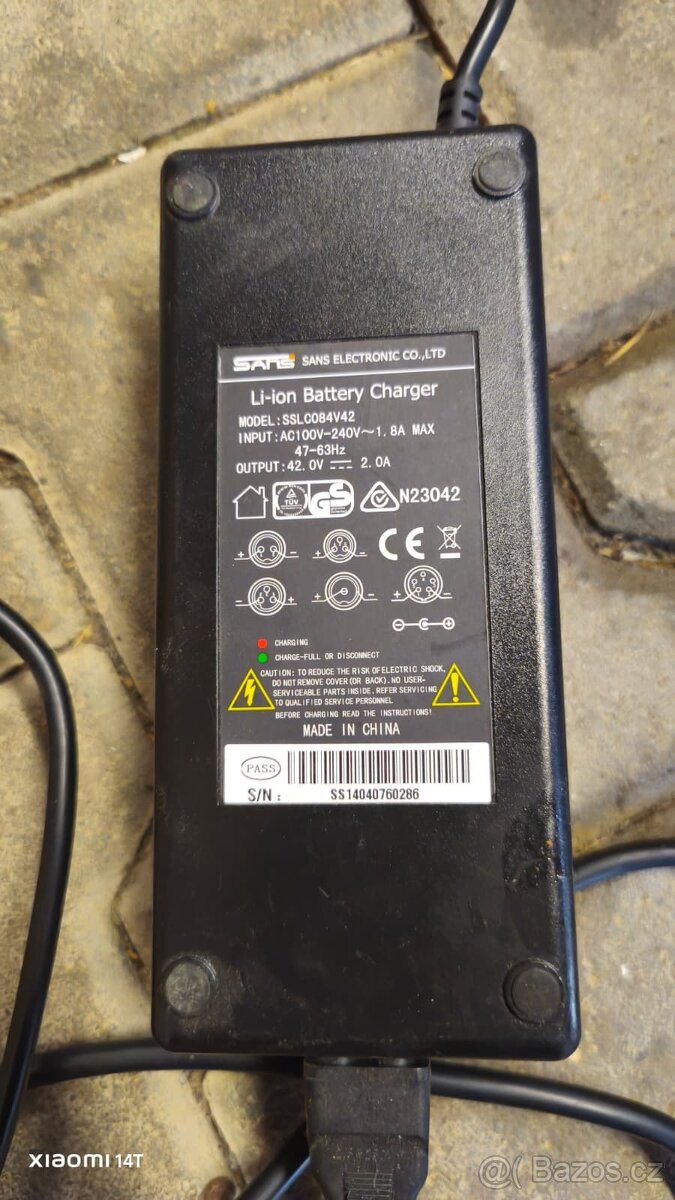 SANS SANS ELECTRONIC CO.,LTD
Li-ion Battery Charger
MODEL:SSLC084V42
INPUT:AC100V-240V～1.8A MAX
47-63Hz
OUTPUT:42.0V ⎓ 2.0A
TÜV GS N23042
CE
CHARGING
CHARGE-FULL OR DISCONNECT
CAUTION: TO REDUCE THE RISK OF ELECTRIC SHOCK,
DO NOT REMOVE COVER(OR BACK). NO USER-
SERVICEABLE PARTS INSIDE. REFER SERVICING
TO QUALIFIED SERVICE PERSONNEL
BEFORE CHARGING READ THE INSTRUCTIONS!
MADE IN CHINA
PASS
S/N: SS14040760286
XIAOMI 14T
@ Bazos.cz